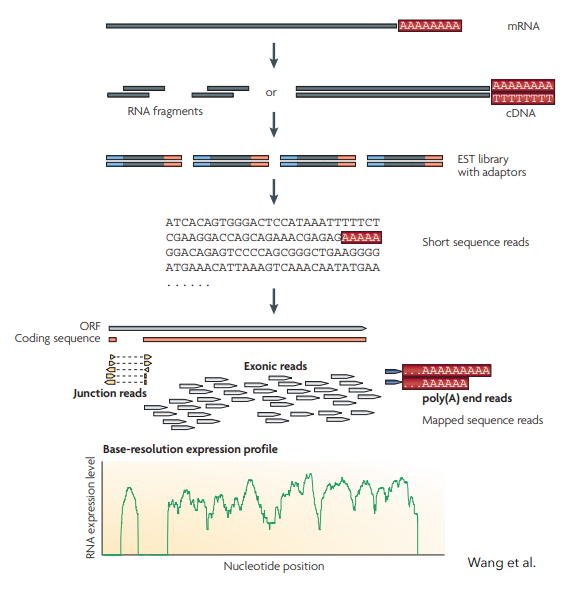 AAAAAAAA mRNA
AAAAAAAA
or
TTTTTTTT
RNA fragments
cDNA
EST library
with adaptors
ATCACAGTGGGACTCCATAAATTTTTCT
CGAAGGACCAGCAGAAACGAGAGAAAAA
Short sequence reads
GGACAGAGTCCCCAGCGGGCTGAAGGGG
ATGAAACATTAAAGTCAAACAATATGAA
. . . . . .
ORF
Coding sequence
Exonic reads
...AAAAAAAAAA
...AAAAAA
Junction reads
poly(A) end reads
Mapped sequence reads
Base-resolution expression profile
RNA expression level
Nucleotide position
Wang et al.